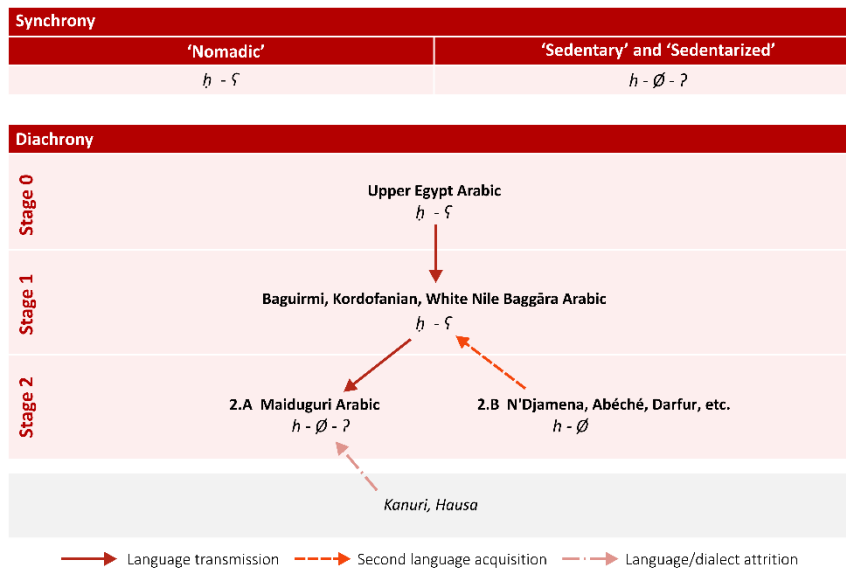 Synchrony
‘Nomadic’
‘Sedentary’ and ‘Sedentarized’
ḥ - ʕ
h - Ø - ʔ
Diachrony
Stage 0
Upper Egypt Arabic
ḥ - ʕ
Stage 1
Baguirmi, Kordofanian, White Nile Baggāra Arabic
ḥ - ʕ
Stage 2
2.A Maiduguri Arabic
h - Ø - ʔ
2.B N'Djamena, Abéché, Darfur, etc.
h - Ø
Kanuri, Hausa
Language transmission
Second language acquisition
Language/dialect attrition